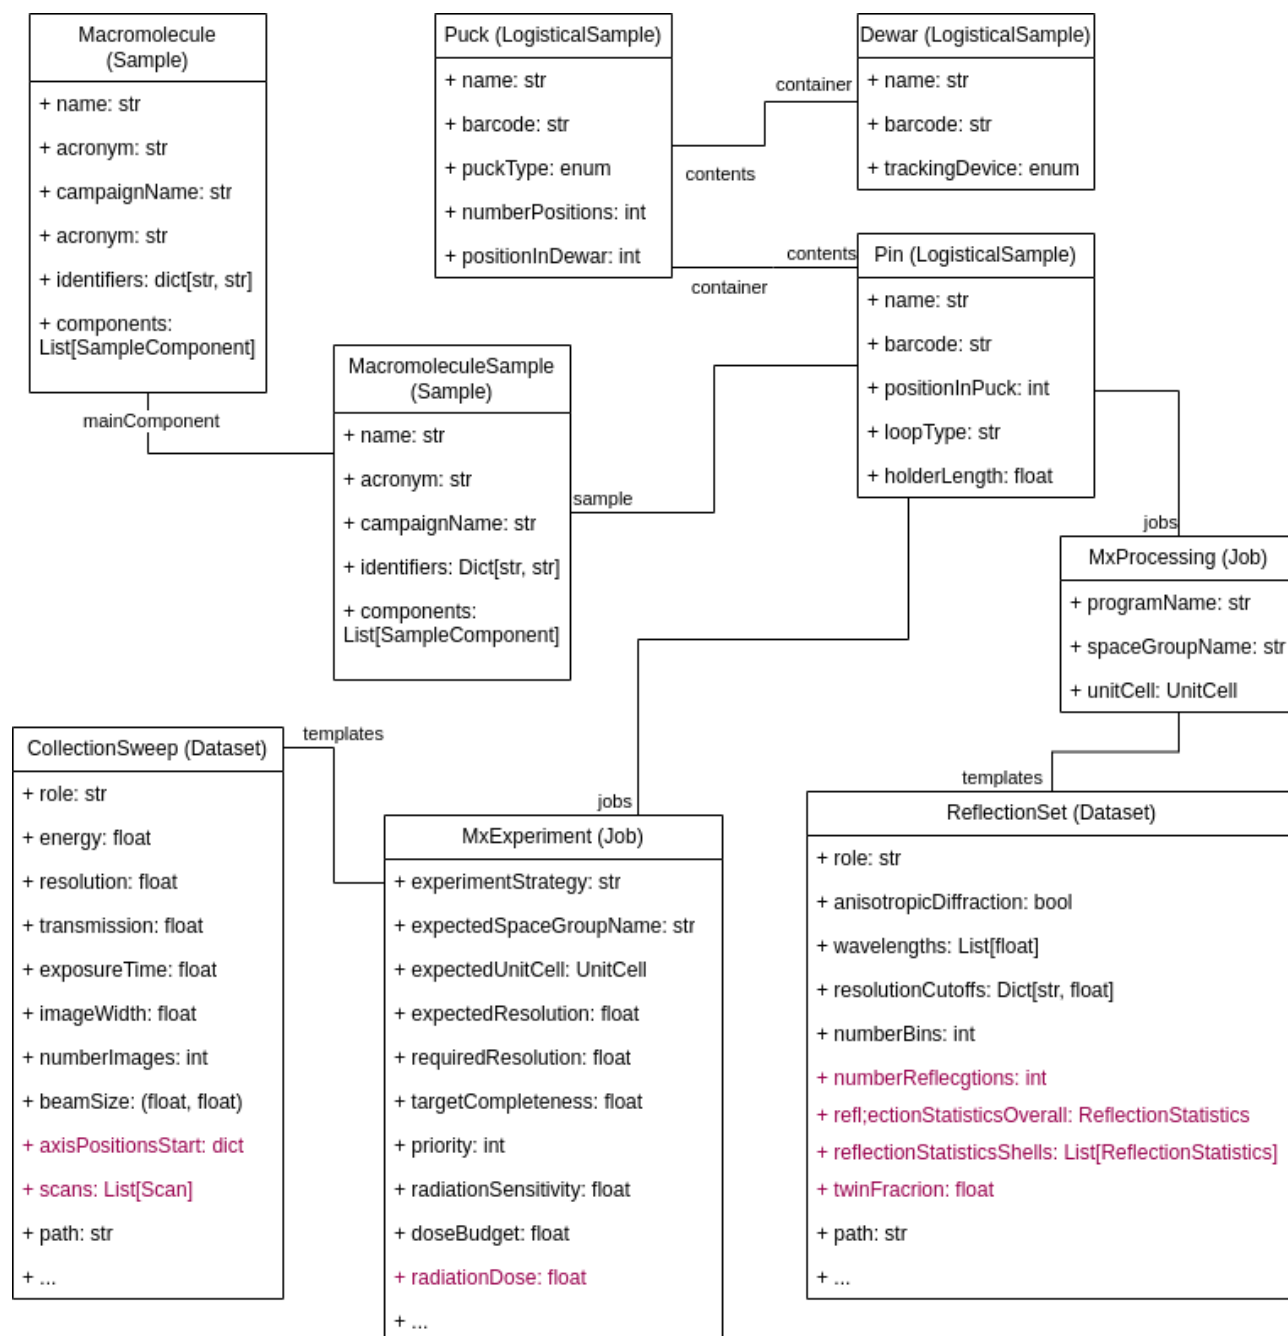 Macromolecule
(Sample)
+ name: str
+ acronym: str
+ campaignName: str
+ acronym: str
+ identifiers: dict[str, str]
+ components:
List[SampleComponent]
mainComponent
Puck (LogisticalSample)
+ name: str
+ barcode: str
+ puckType: enum
+ numberPositions: int
+ positionInDewar: int
container
contents
Dewar (LogisticalSample)
+ name: str
+ barcode: str
+ trackingDevice: enum
contents
container
Pin (LogisticalSample)
+ name: str
+ barcode: str
+ positionInPuck: int
+ loopType: str
+ holderLength: float
MacromoleculeSample
(Sample)
+ name: str
+ acronym: str
+ campaignName: str
+ identifiers: Dict[str, str]
+ components:
List[SampleComponent]
sample
jobs
MxProcessing (Job)
+ programName: str
+ spaceGroupName: str
+ unitCell: UnitCell
templates
CollectionSweep (Dataset)
+ role: str
+ energy: float
+ resolution: float
+ transmission: float
+ exposureTime: float
+ imageWidth: float
+ numberImages: int
+ beamSize: (float, float)
+ axisPositionsStart: dict
+ scans: List[Scan]
+ path: str
+ ...
templates
jobs
MxExperiment (Job)
+ experimentStrategy: str
+ expectedSpaceGroupName: str
+ expectedUnitCell: UnitCell
+ expectedResolution: float
+ requiredResolution: float
+ targetCompleteness: float
+ priority: int
+ radiationSensitivity: float
+ doseBudget: float
+ radiationDose: float
+ ...
ReflectionSet (Dataset)
+ role: str
+ anisotropicDiffraction: bool
+ wavelengths: List[float]
+ resolutionCutoffs: Dict[str, float]
+ numberBins: int
+ numberReflecgtions: int
+ refl;ectionStatisticsOverall: ReflectionStatistics
+ reflectionStatisticsShells: List[ReflectionStatistics]
+ twinFracrion: float
+ path: str
+ ...